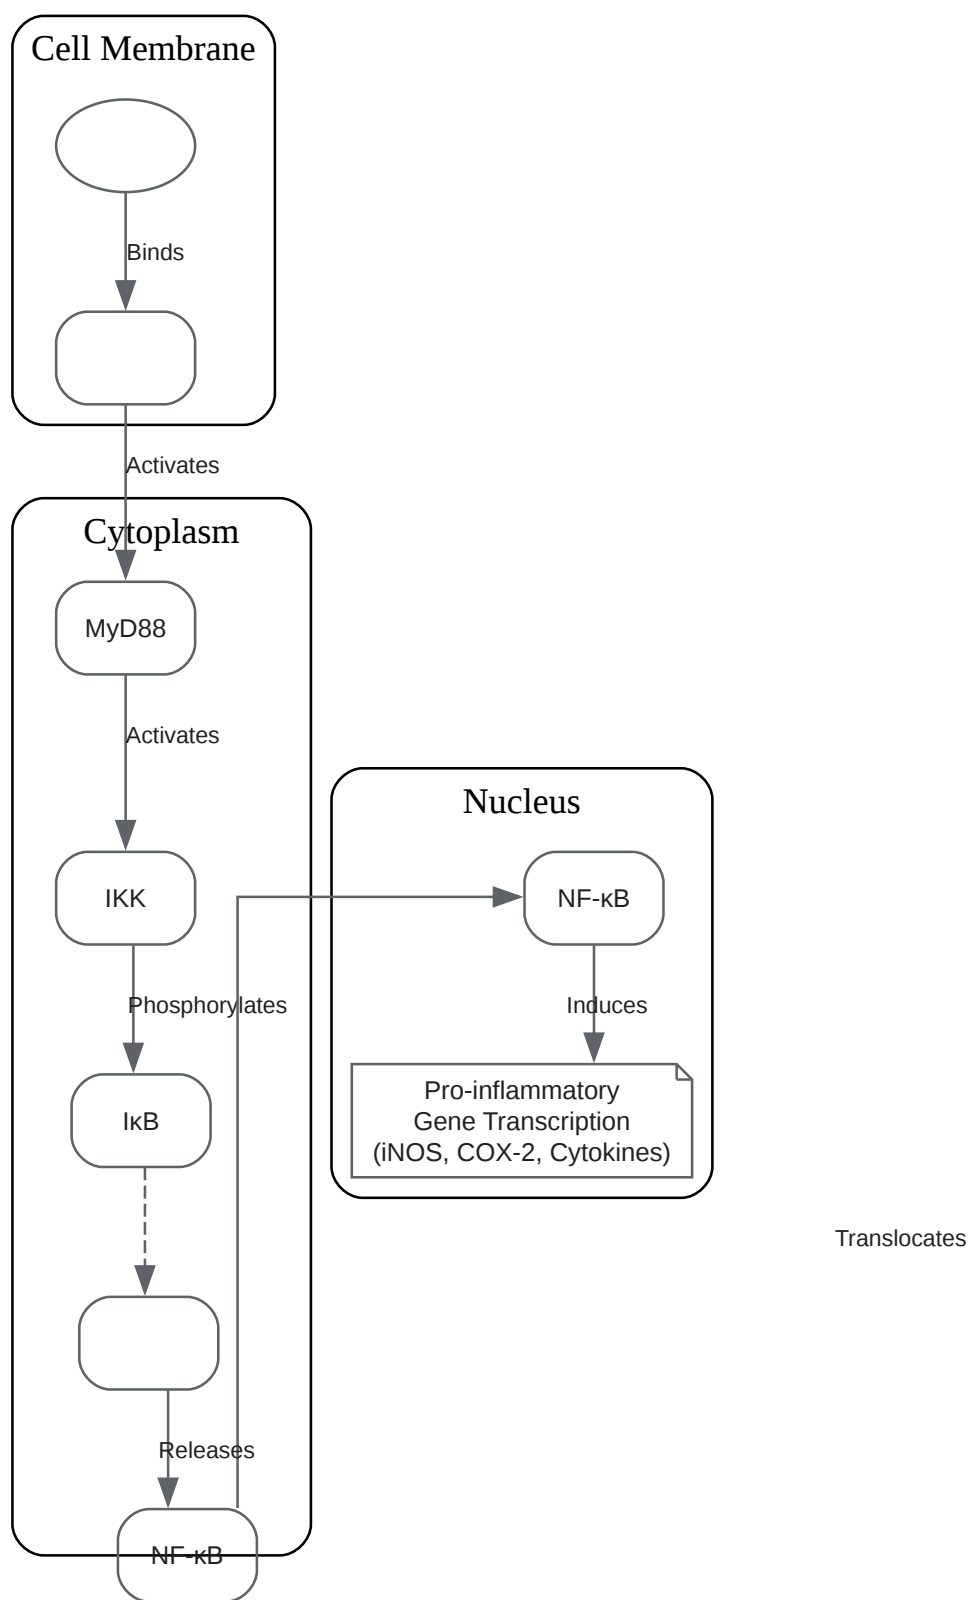 Cell Membrane
Binds
Activates
Cytoplasm
MyD88
Activates
IKK
Phosphorylates
IκB
Releases
NF-κB
Nucleus
NF-κB
Induces
Pro-inflammatory
Gene Transcription
(iNOS, COX-2, Cytokines)
Translocates